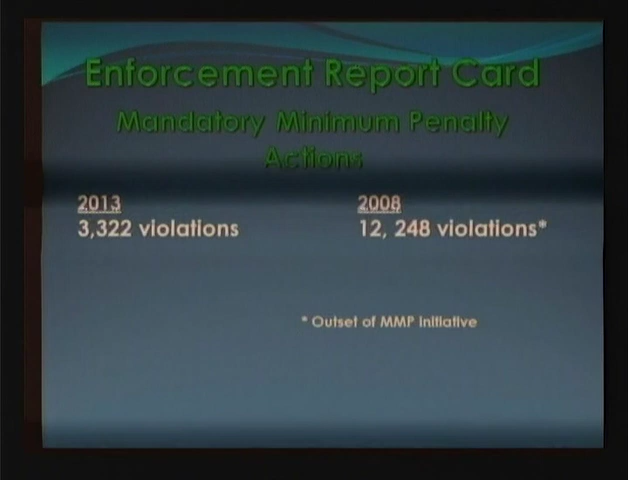 Enforcement Report Card
Mandatory Minimum Penalty
Actions
2013
3,322 violations
2008
12, 248 violations*
* Outset of MMP initiative